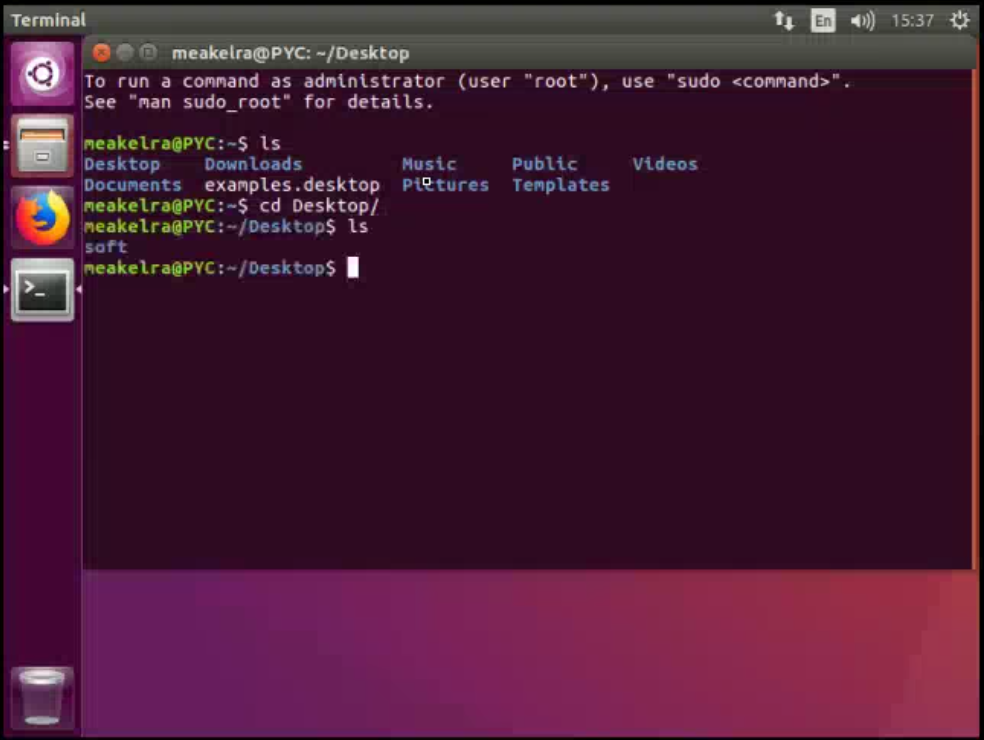 Terminal
En
15:37
meakelra@PYC: ~/Desktop
To run a command as administrator (user "root"), use "sudo <command>".
See "man sudo_root" for details.
meakelra@PYC:~$ ls
Desktop Downloads Music Public Videos
Documents examples.desktop Pictures Templates
meakelra@PYC:~$ cd Desktop/
meakelra@PYC:~/Desktop$ ls
soft
meakelra@PYC:~/Desktop$